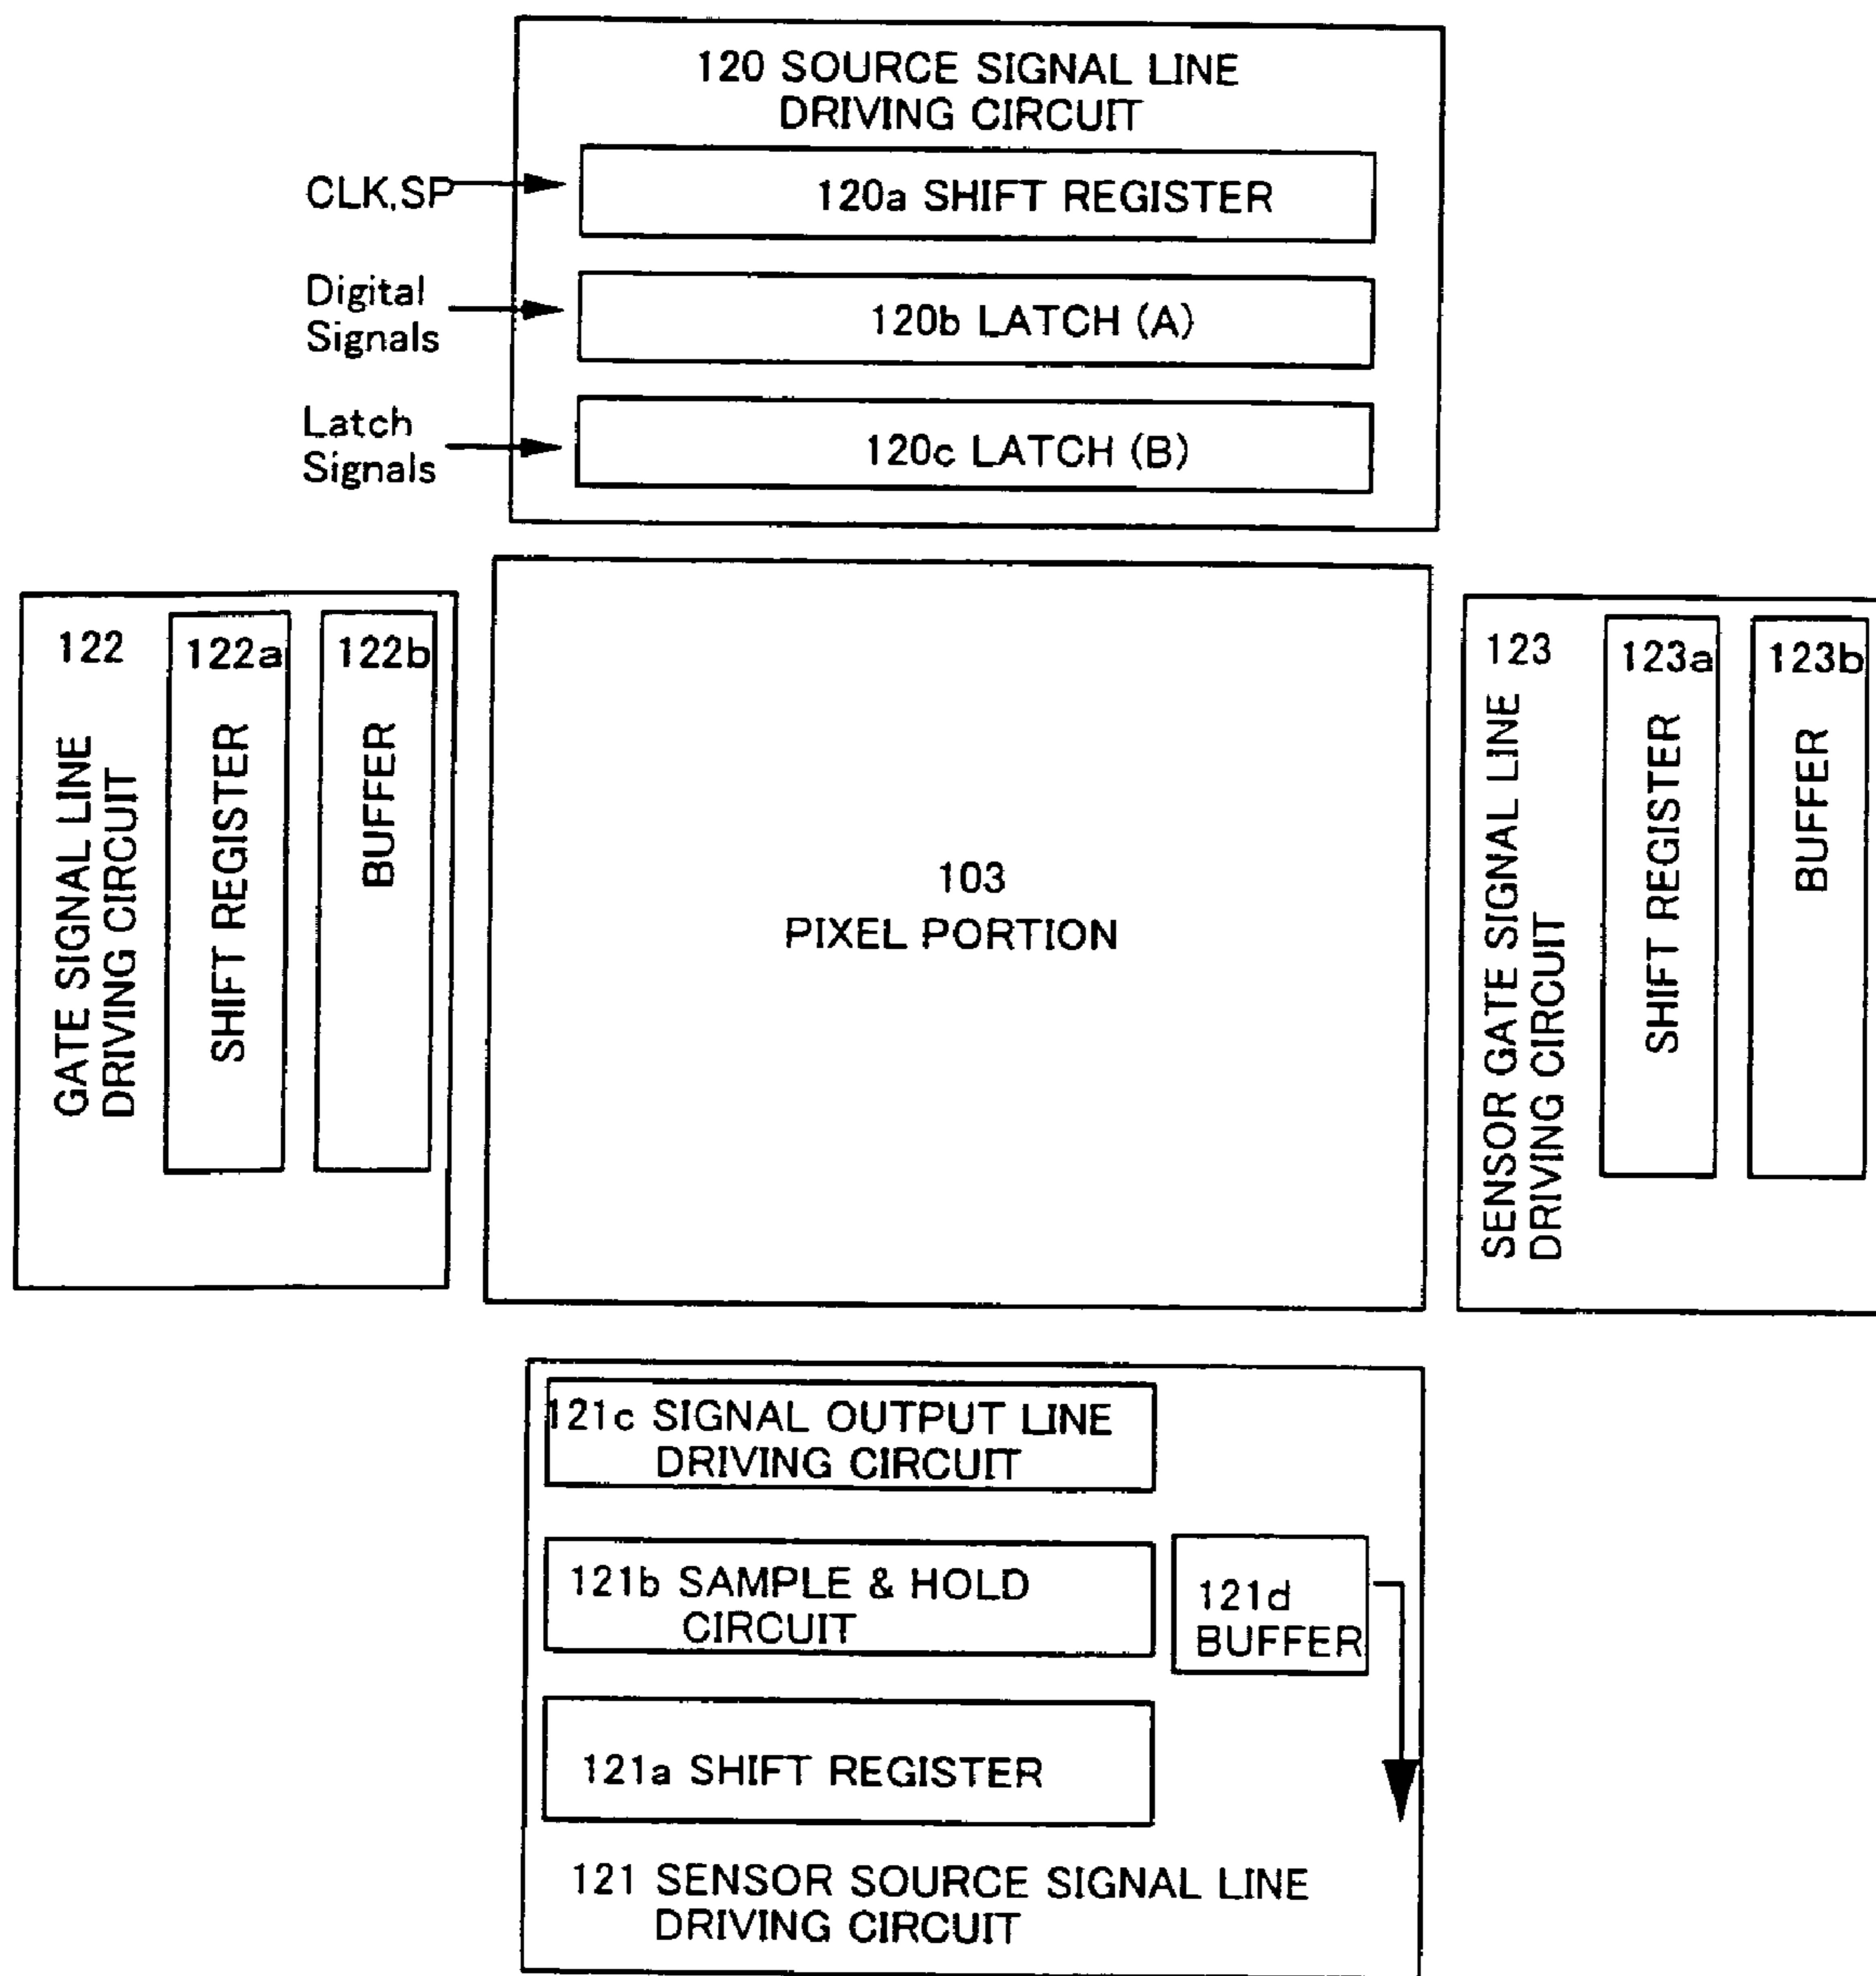 120 SOURCE SIGNAL LINE
DRIVING CIRCUIT
CLK,SP
120a SHIFT REGISTER
Digital
Signals
120b LATCH (A)
Latch
Signals
120c LATCH (B)
122
GATE SIGNAL LINE
DRIVING CIRCUIT
122a
SHIFT REGISTER
122b
BUFFER
103
PIXEL PORTION
123
SENSOR GATE SIGNAL LINE
DRIVING CIRCUIT
123a
SHIFT REGISTER
123b
BUFFER
121c SIGNAL OUTPUT LINE
DRIVING CIRCUIT
121b SAMPLE & HOLD
CIRCUIT
121d
BUFFER
121a SHIFT REGISTER
121 SENSOR SOURCE SIGNAL LINE
DRIVING CIRCUIT